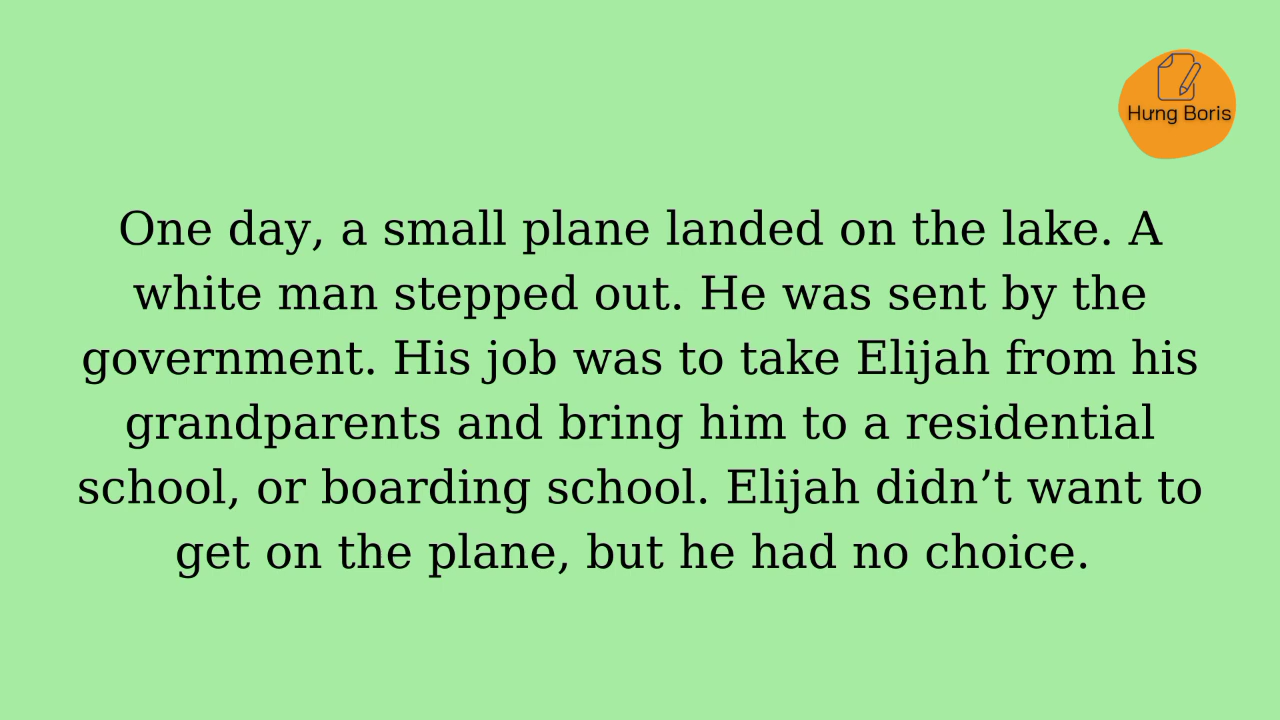 Hưng Boris
One day, a small plane landed on the lake. A
white man stepped out. He was sent by the
government. His job was to take Elijah from his
grandparents and bring him to a residential
school, or boarding school. Elijah didn’t want to
get on the plane, but he had no choice.